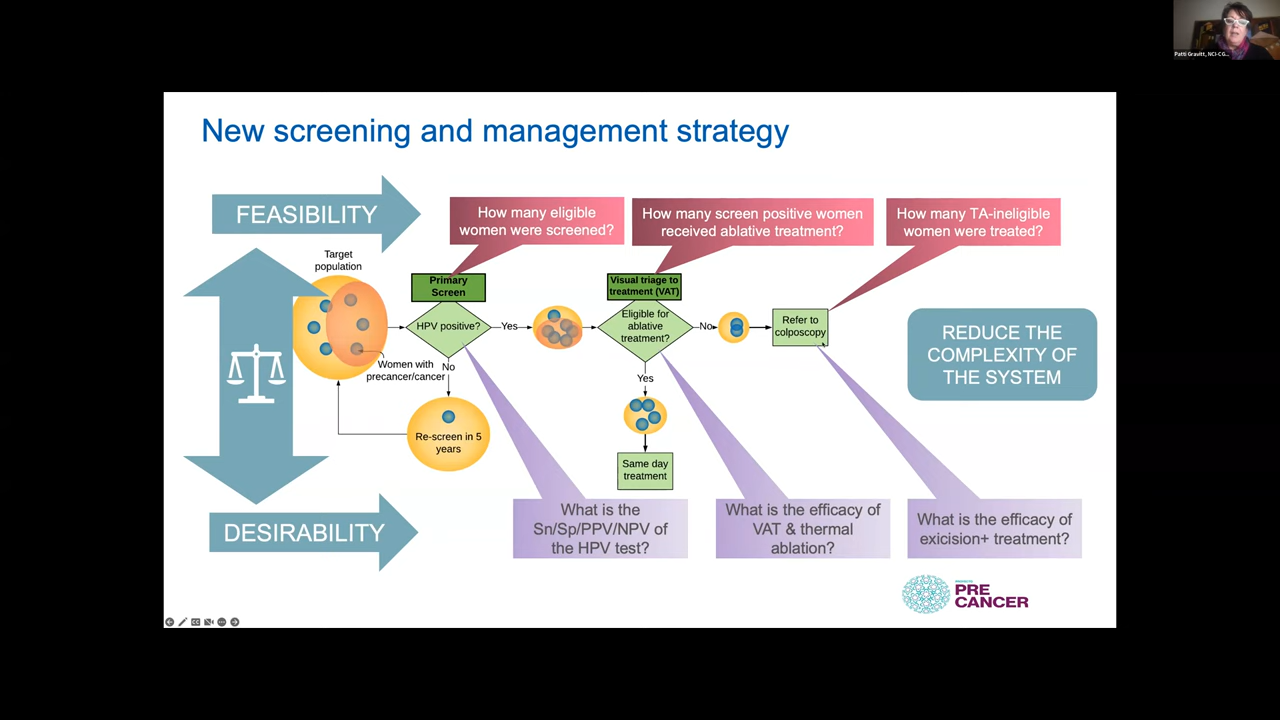 Patti Gravitt, NCI-CG...
New screening and management strategy
FEASIBILITY
How many eligible
women were screened?
How many screen positive women
received ablative treatment?
How many TA-ineligible
women were treated?
Target
population
Primary
Screen
HPV positive?
Yes
Visual triage to
treatment (VAT)
Eligible for
ablative
treatment?
No
Refer to
colposcopy
REDUCE THE
COMPLEXITY OF
THE SYSTEM
Women with
precancer/cancer
No
Yes
Re-screen in 5
years
Same day
treatment
DESIRABILITY
What is the
Sn/Sp/PPV/NPV of
the HPV test?
What is the efficacy of
VAT & thermal
ablation?
What is the efficacy of
exicision+ treatment?
PRE
CANCER